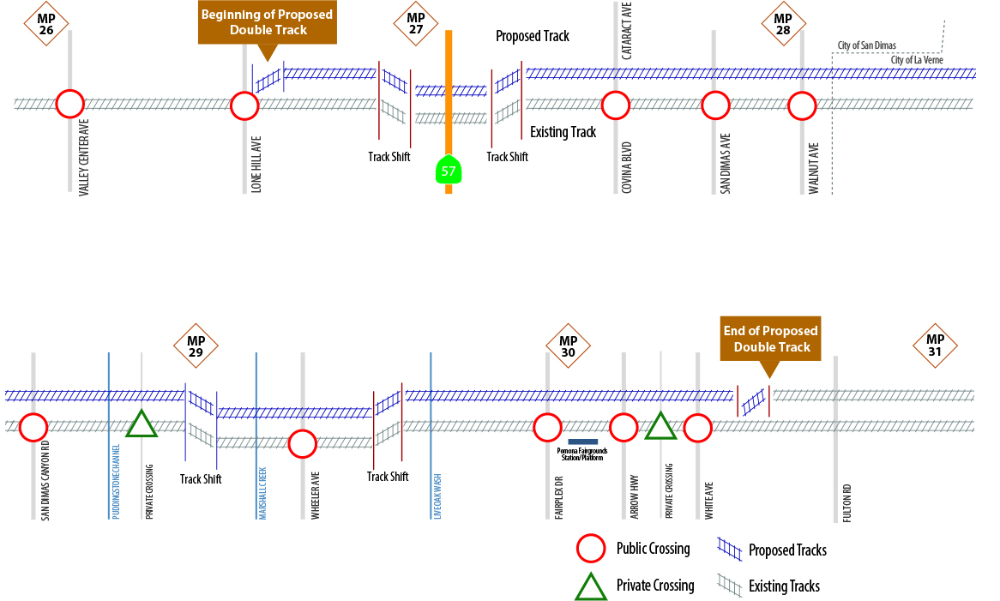 MP
26
Beginning of Proposed
Double Track
MP
27
Proposed Track
CATARACT AVE
MP
28
City of San Dimas
City of La Verne
VALLEY CENTER AVE
LONE HILL AVE
Track Shift
57
Track Shift
Existing Track
COVINA BLVD
SAN DIMAS AVE
WALNUT AVE
MP
29
MP
30
End of Proposed
Double Track
MP
31
SAN DIMAS CANYON RD
PUDDINGSTONE CHANNEL
PRIVATE CROSSING
Track Shift
MARSHALL CREEK
WHEELER AVE
Track Shift
LIVE OAK WASH
FAIRPLEX DR
Pomona Fairgrounds
Station/Platform
ARROW HWY
PRIVATE CROSSING
WHITE AVE
FULTON RD
Public Crossing
Proposed Tracks
Private Crossing
Existing Tracks